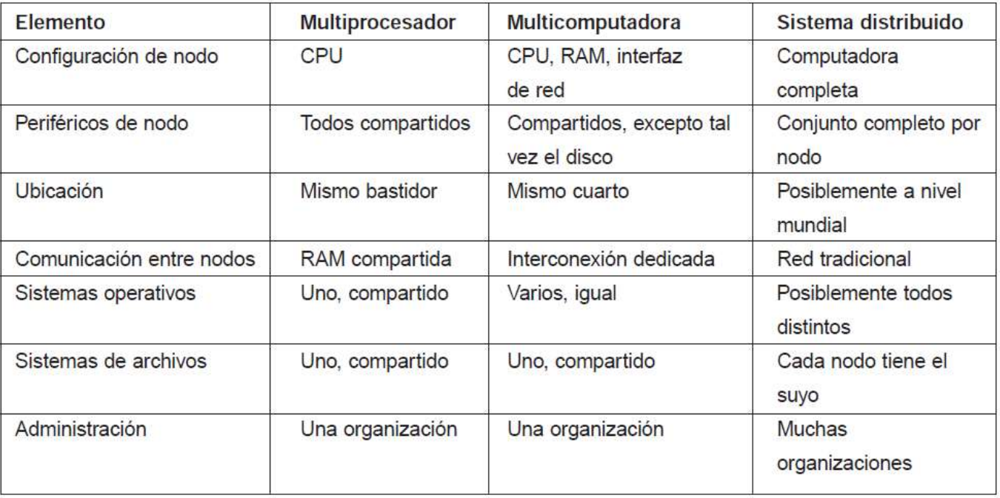 Elemento Multiprocesador Multicomputadora Sistema distribuido
Configuración de nodo CPU CPU, RAM, interfaz Computadora
de red completa
Periféricos de nodo Todos compartidos Compartidos, excepto tal Conjunto completo por
vez el disco nodo
Ubicación Mismo bastidor Mismo cuarto Posiblemente a nivel
mundial
Comunicación entre nodos RAM compartida Interconexión dedicada Red tradicional
Sistemas operativos Uno, compartido Varios, igual Posiblemente todos
distintos
Sistemas de archivos Uno, compartido Uno, compartido Cada nodo tiene el
suyo
Administración Una organización Una organización Muchas
organizaciones